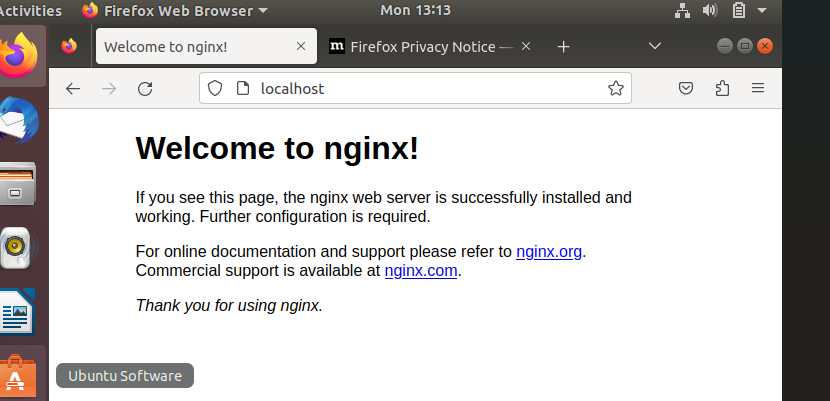 Activities
Firefox Web Browser
Mon 13:13
Welcome to nginx!
m
Firefox Privacy Notice —
localhost
Welcome to nginx!
If you see this page, the nginx web server is successfully installed and
working. Further configuration is required.
For online documentation and support please refer to nginx.org.
Commercial support is available at nginx.com.
Thank you for using nginx.
Ubuntu Software